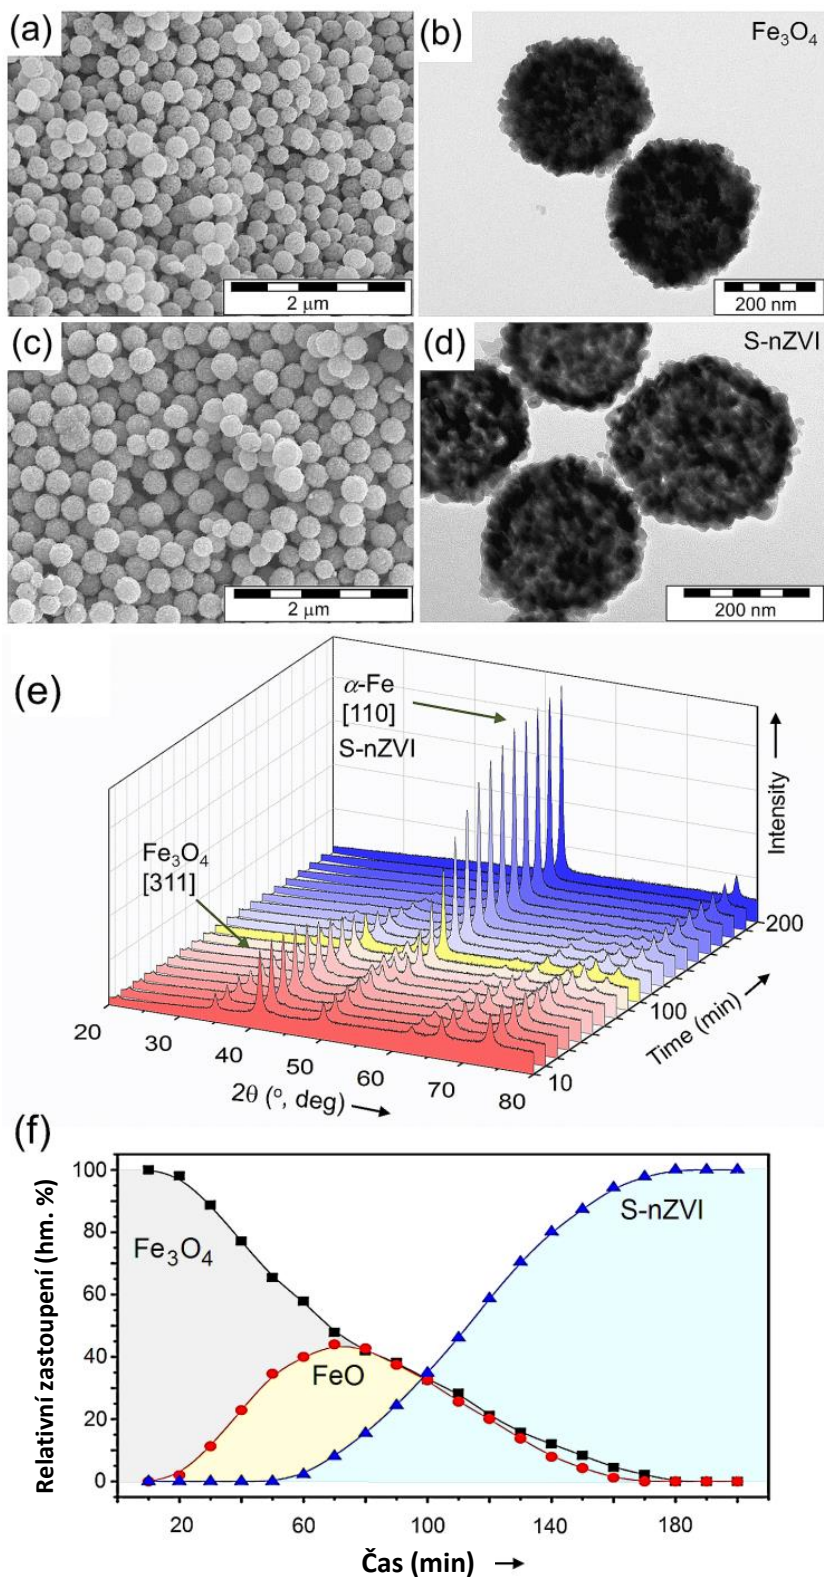 (a)
2 μm
(b)
Fe₃O₄
200 nm
(c)
2 μm
(d)
S-nZVI
200 nm
(e)
α-Fe
[110]
S-nZVI
Fe₃O₄
[311]
Intensity
200
100
10
Time (min)
20
30
40
50
60
70
80
2θ (°, deg)
(f)
Relativní zastoupení (hm. %)
100
80
60
40
20
0
Fe₃O₄
FeO
S-nZVI
20
60
100
140
180
Čas (min)